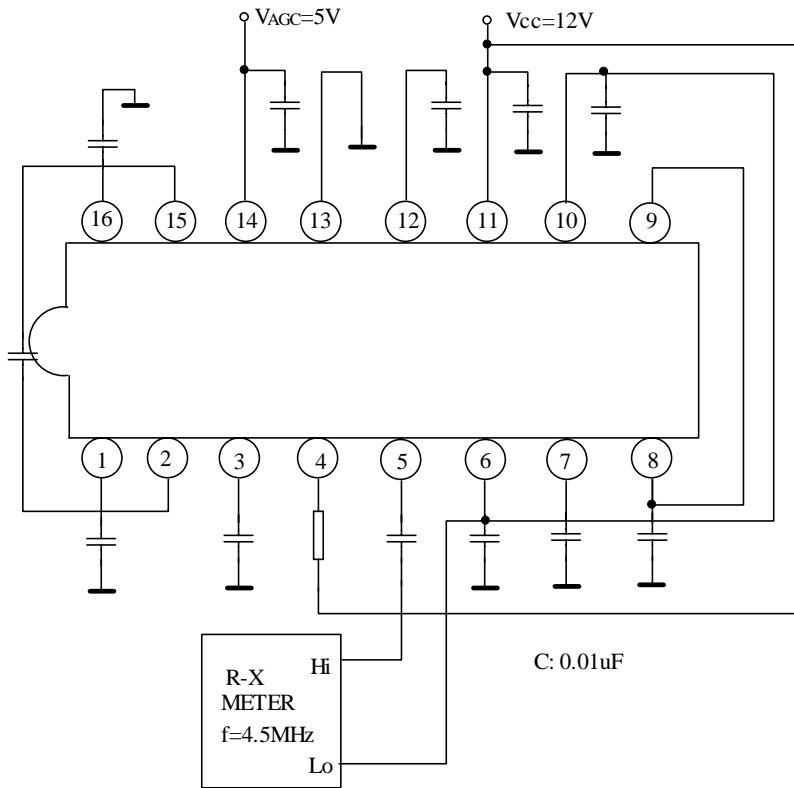 VAGC=5V
Vcc=12V
16 15 14 13 12 11 10 9
1 2 3 4 5 6 7 8
R-X
METER
f=4.5MHz
Hi
Lo
C: 0.01uF